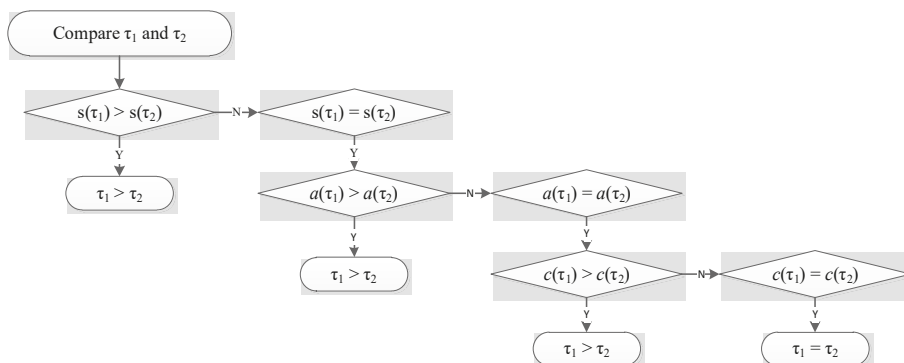 Compare τ₁ and τ₂
s(τ₁) > s(τ₂)
N
s(τ₁) = s(τ₂)
Y
Y
τ₁ > τ₂
a(τ₁) > a(τ₂)
N
a(τ₁) = a(τ₂)
Y
Y
τ₁ > τ₂
c(τ₁) > c(τ₂)
N
c(τ₁) = c(τ₂)
Y
Y
τ₁ > τ₂
τ₁ = τ₂